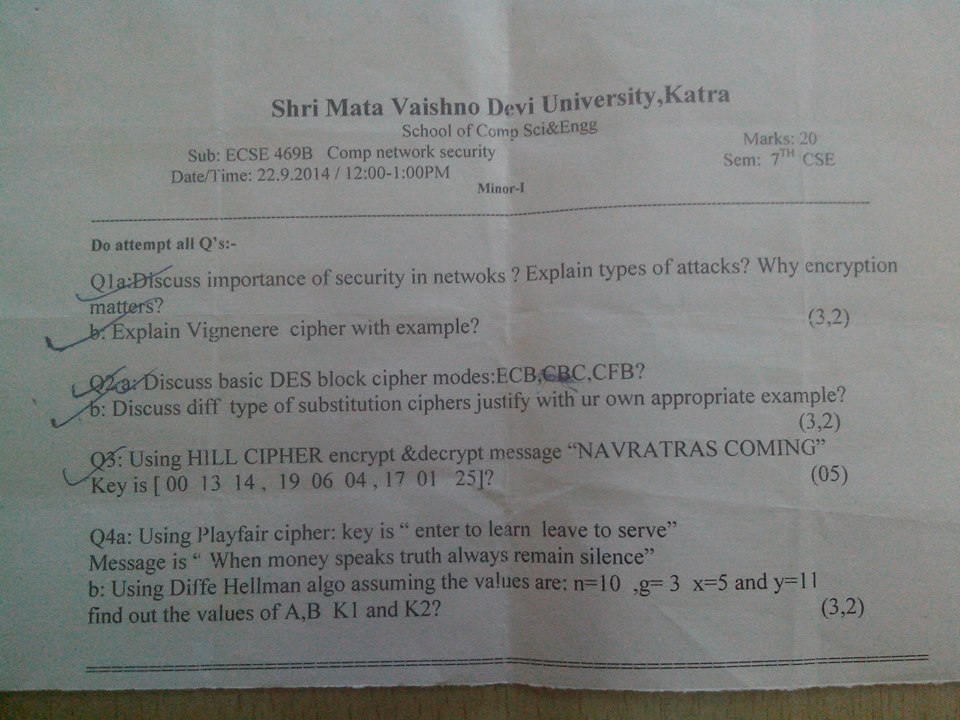 Shri Mata Vaishno Devi University,Katra
School of Comp Sci&Engg
Sub: ECSE 469B Comp network security
Marks: 20
Date/Time: 22.9.2014 / 12:00-1:00PM
Sem: 7TH CSE
Minor-I
Do attempt all Q's:-
Q1a:Discuss importance of security in netwoks ? Explain types of attacks? Why encryption
matters?
(3,2)
b: Explain Vignenere cipher with example?
Q2a: Discuss basic DES block cipher modes:ECB,CBC,CFB?
b: Discuss diff type of substitution ciphers justify with ur own appropriate example?
(3,2)
Q3: Using HILL CIPHER encrypt &decrypt message “NAVRATRAS COMING”
Key is [ 00 13 14 , 19 06 04 , 17 01 25]?
(05)
Q4a: Using Playfair cipher: key is “ enter to learn leave to serve”
Message is “ When money speaks truth always remain silence”
b: Using Diffe Hellman algo assuming the values are: n=10 ,g= 3 x=5 and y=11
find out the values of A,B K1 and K2?
(3,2)